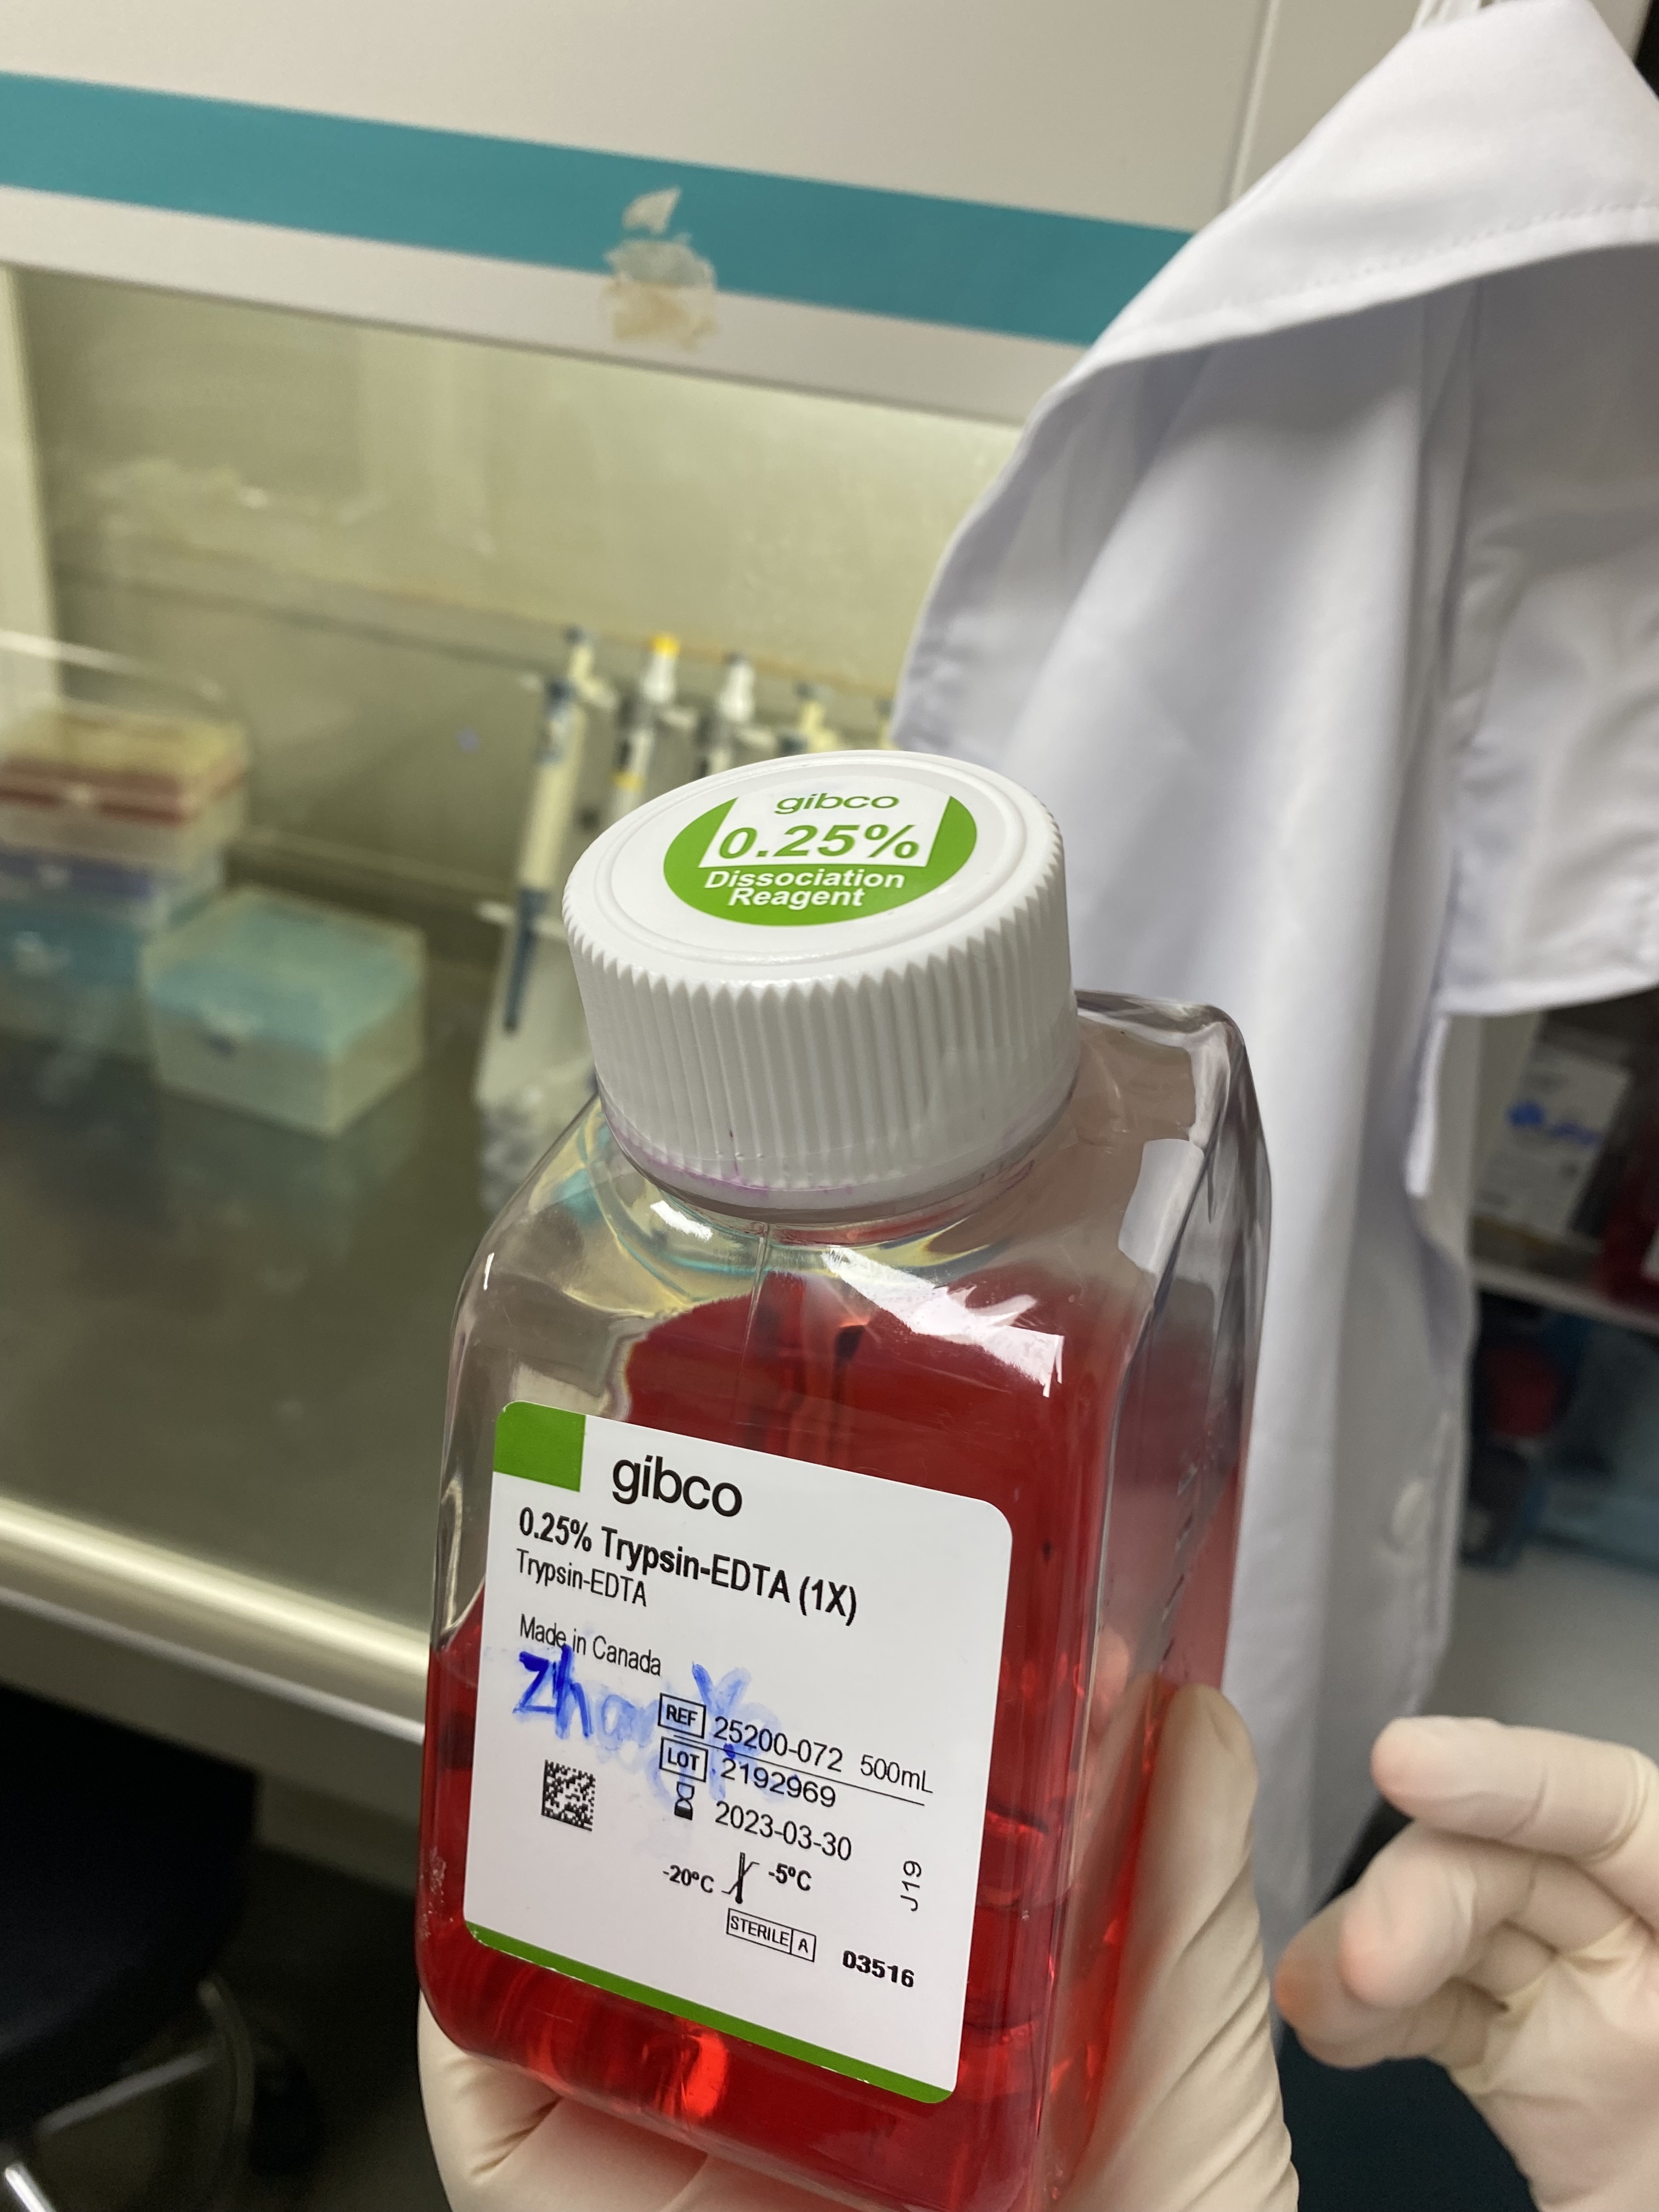 gibco
0.25%
Dissociation
Reagent
gibco
0.25% Trypsin-EDTA (1X)
Trypsin-EDTA
Made in Canada
REF 25200-072 500mL
LOT 2192969
2023-03-30
-20°C -5°C
J19
STERILE A
03516